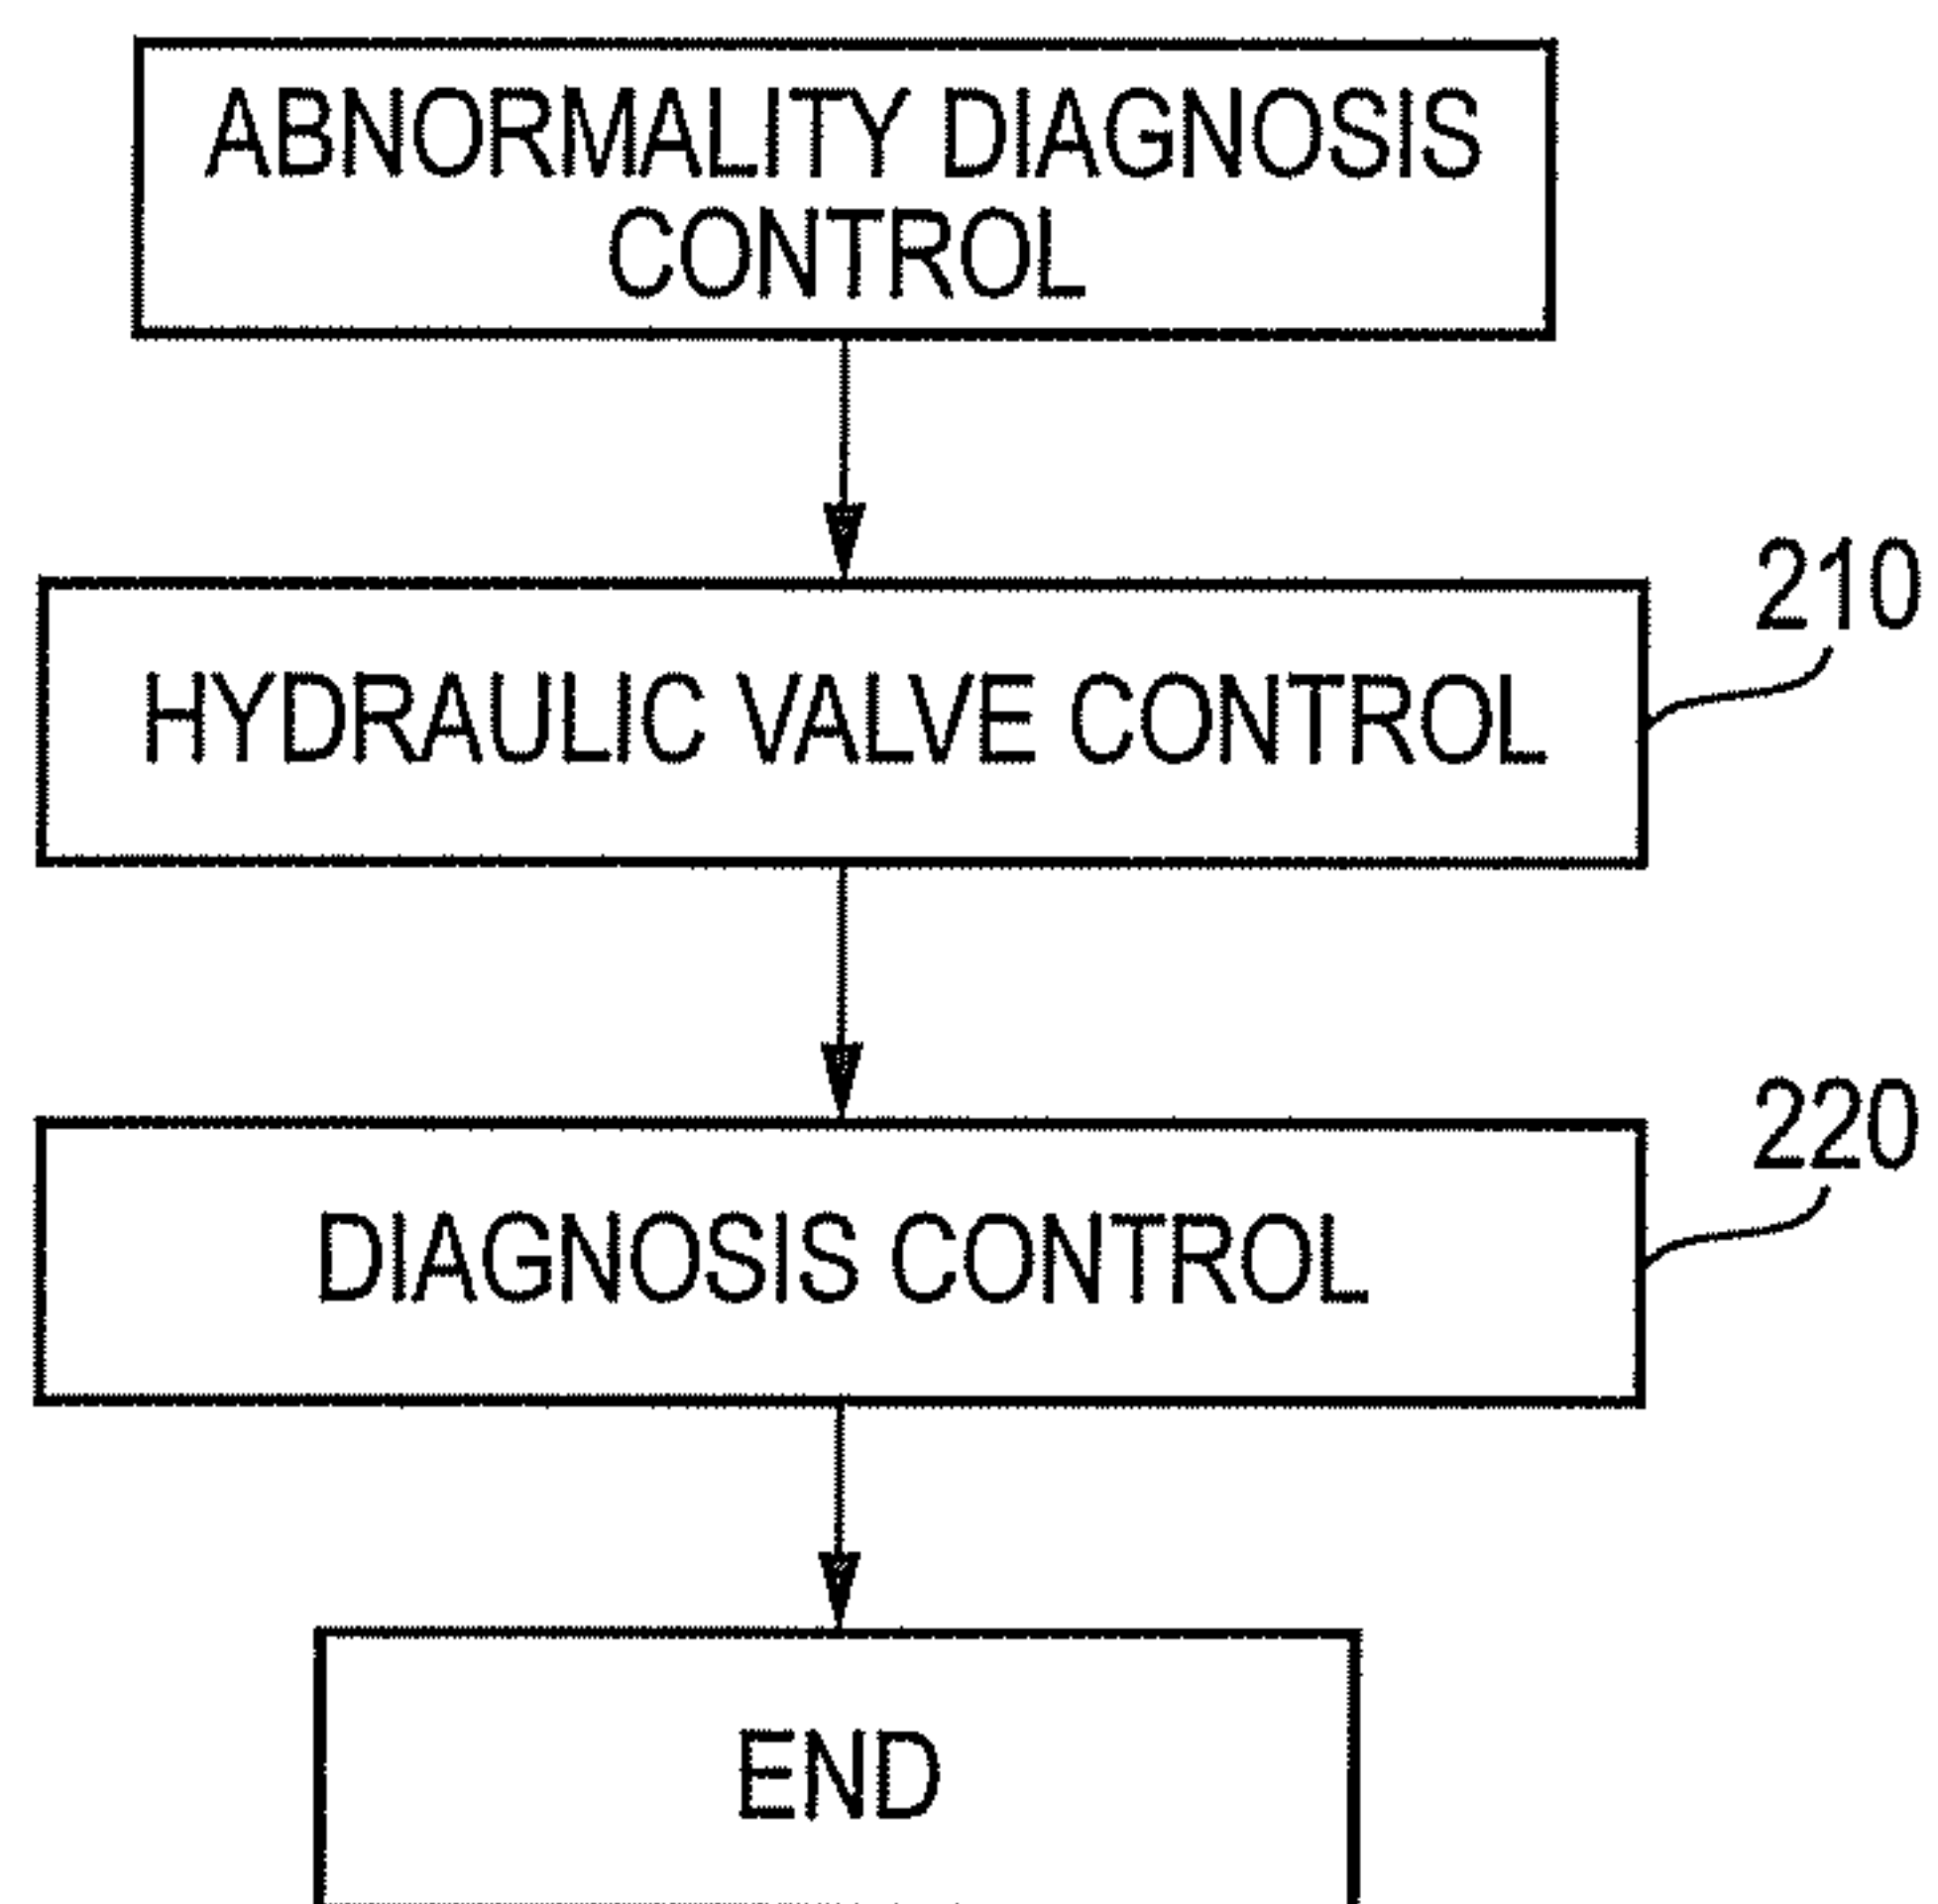 ABNORMALITY DIAGNOSIS
CONTROL
210
HYDRAULIC VALVE CONTROL
220
DIAGNOSIS CONTROL
END